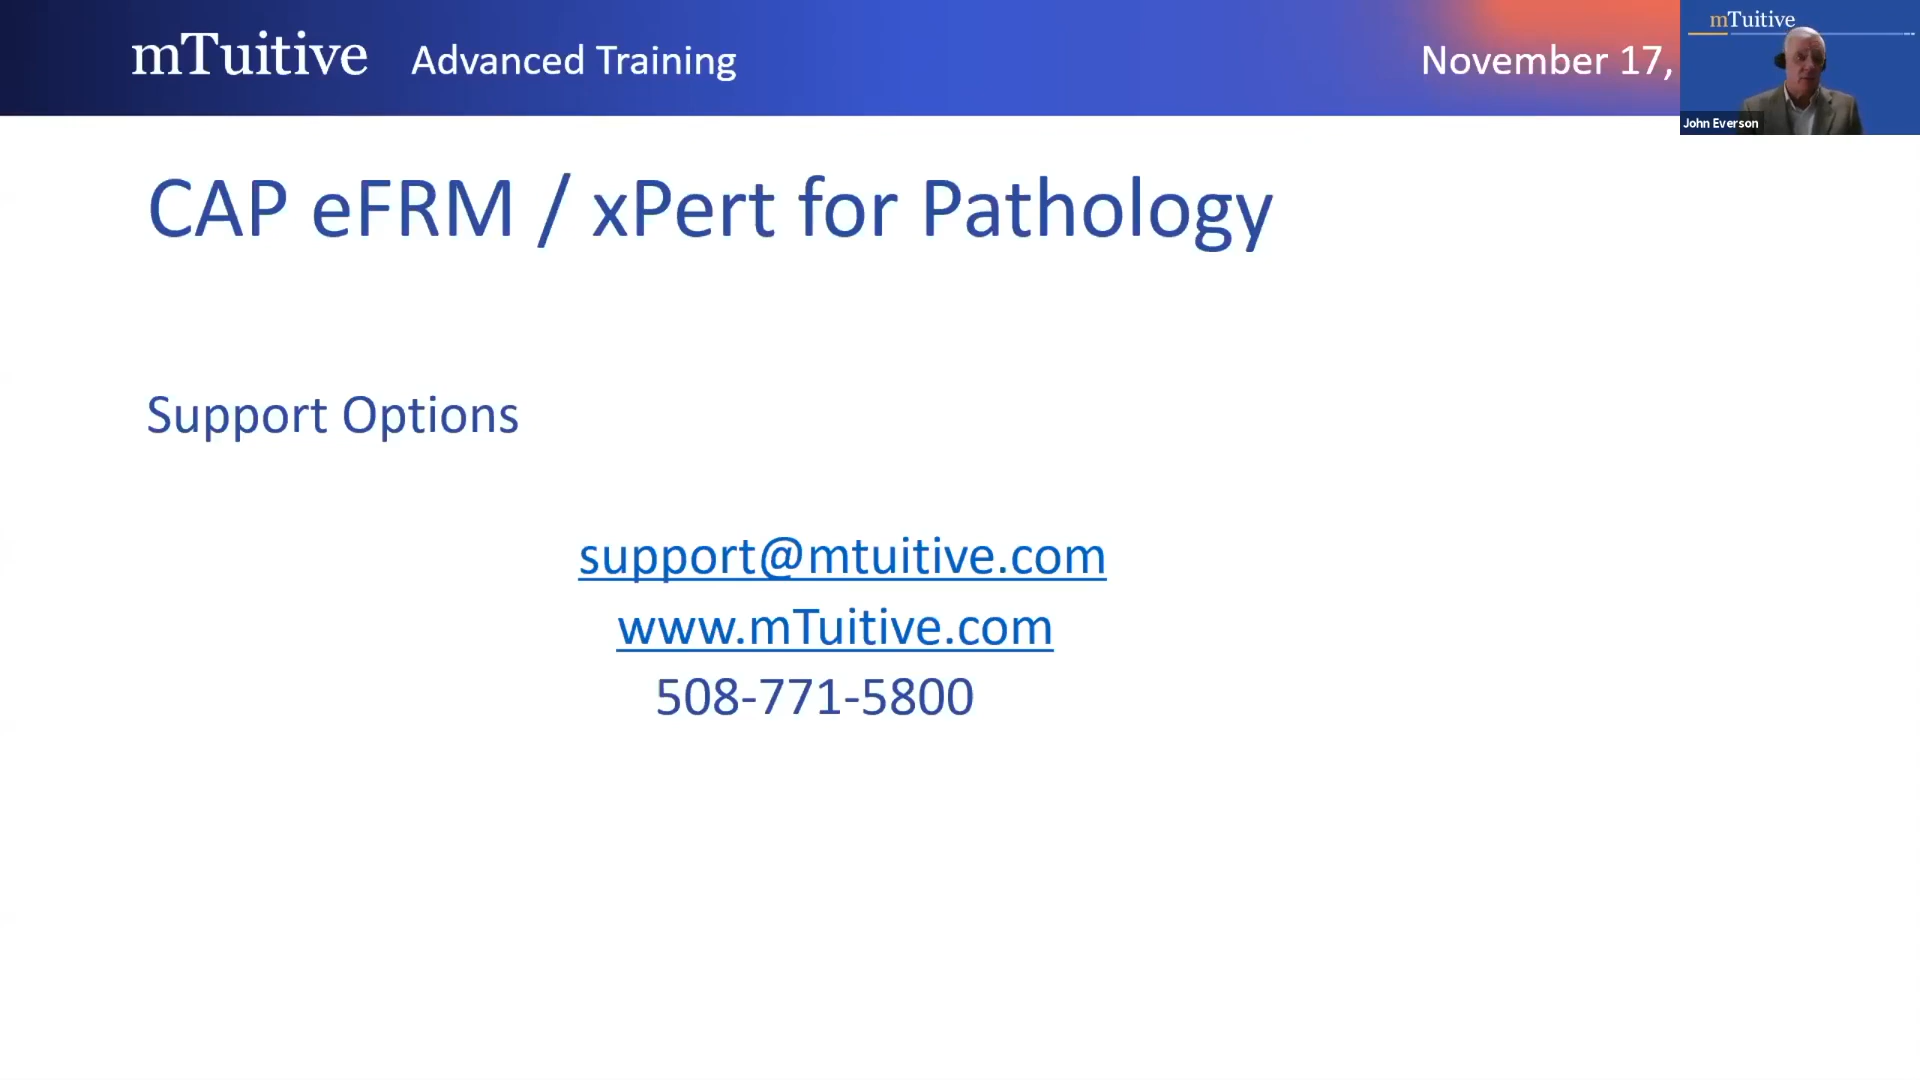 mTuitive Advanced Training November 17,
mTuitive
John Everson
CAP eFRM / xPert for Pathology
Support Options
support@mtuitive.com
www.mTuitive.com
508-771-5800